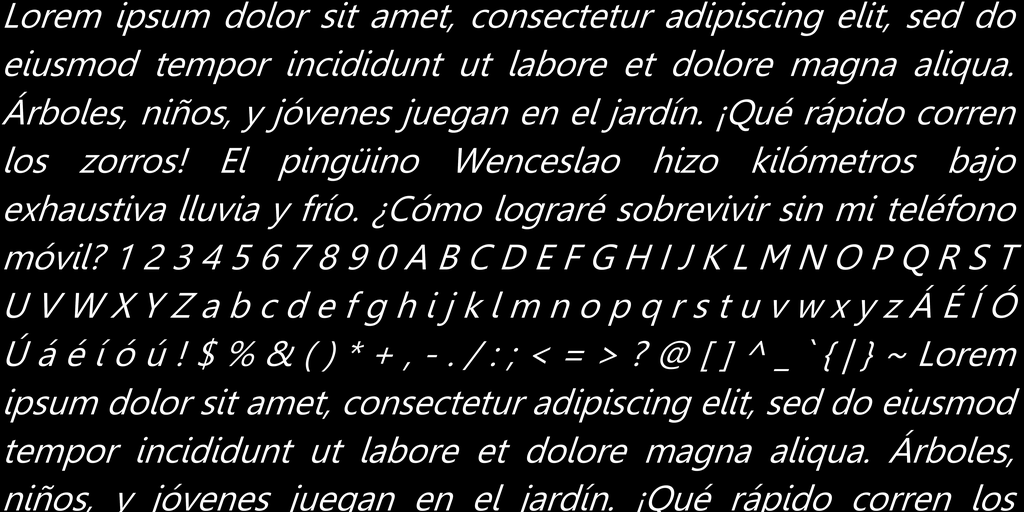 Lorem ipsum dolor sit amet, consectetur adipiscing elit, sed do
eiusmod tempor incididunt ut labore et dolore magna aliqua.
Árboles, niños, y jóvenes juegan en el jardín. ¡Qué rápido corren
los zorros! El pingüino Wenceslao hizo kilómetros bajo
exhaustiva lluvia y frío. ¿Cómo lograré sobrevivir sin mi teléfono
móvil? 1 2 3 4 5 6 7 8 9 0 A B C D E F G H I J K L M N O P Q R S T
U V W X Y Z a b c d e f g h i j k l m n o p q r s t u v w x y z Á É Í Ó
Ú á é í ó ú ! $ % & ( ) * + , - . / : ; < = > ? @ [ ] ^ _ ` { | } ~ Lorem
ipsum dolor sit amet, consectetur adipiscing elit, sed do eiusmod
tempor incididunt ut labore et dolore magna aliqua. Árboles,
niños, y jóvenes juegan en el jardín. ¡Qué rápido corren los